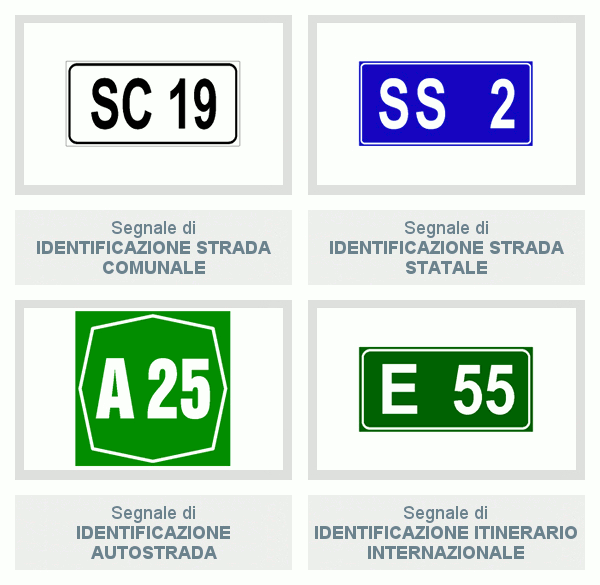 SC 19
SS 2
Segnale di
IDENTIFICAZIONE STRADA
COMUNALE
Segnale di
IDENTIFICAZIONE STRADA
STATALE
A 25
E 55
Segnale di
IDENTIFICAZIONE
AUTOSTRADA
Segnale di
IDENTIFICAZIONE ITINERARIO
INTERNAZIONALE